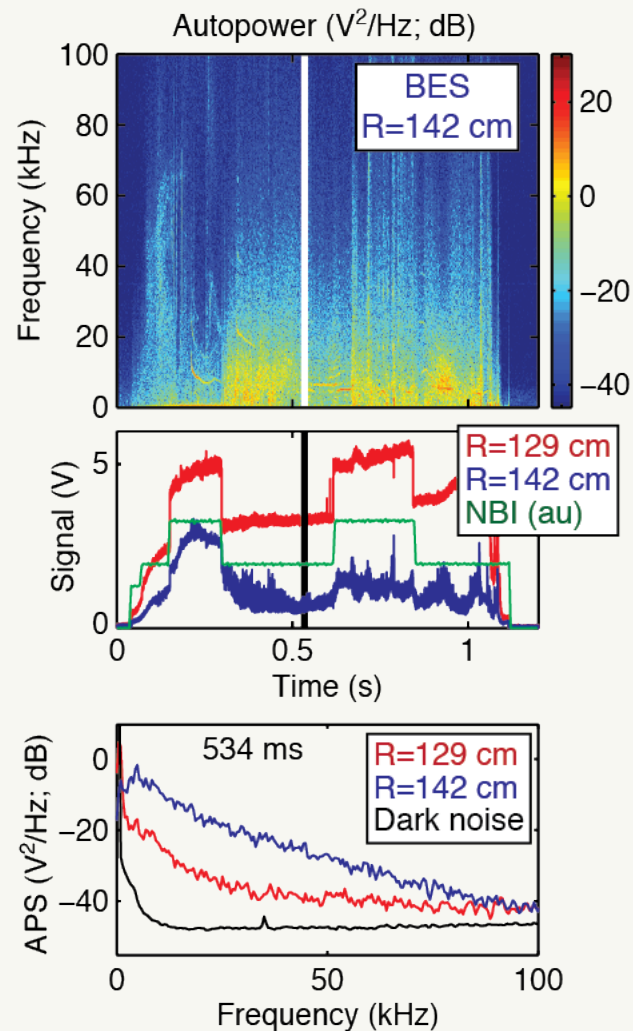 Autopower (V²/Hz; dB)
100
80
60
40
20
0
Frequency (kHz)
BES
R=142 cm
20
0
−20
−40
5
0
Signal (V)
R=129 cm
R=142 cm
NBI (au)
0
0.5
1
Time (s)
534 ms
R=129 cm
R=142 cm
Dark noise
0
−20
−40
APS (V²/Hz; dB)
0
50
100
Frequency (kHz)